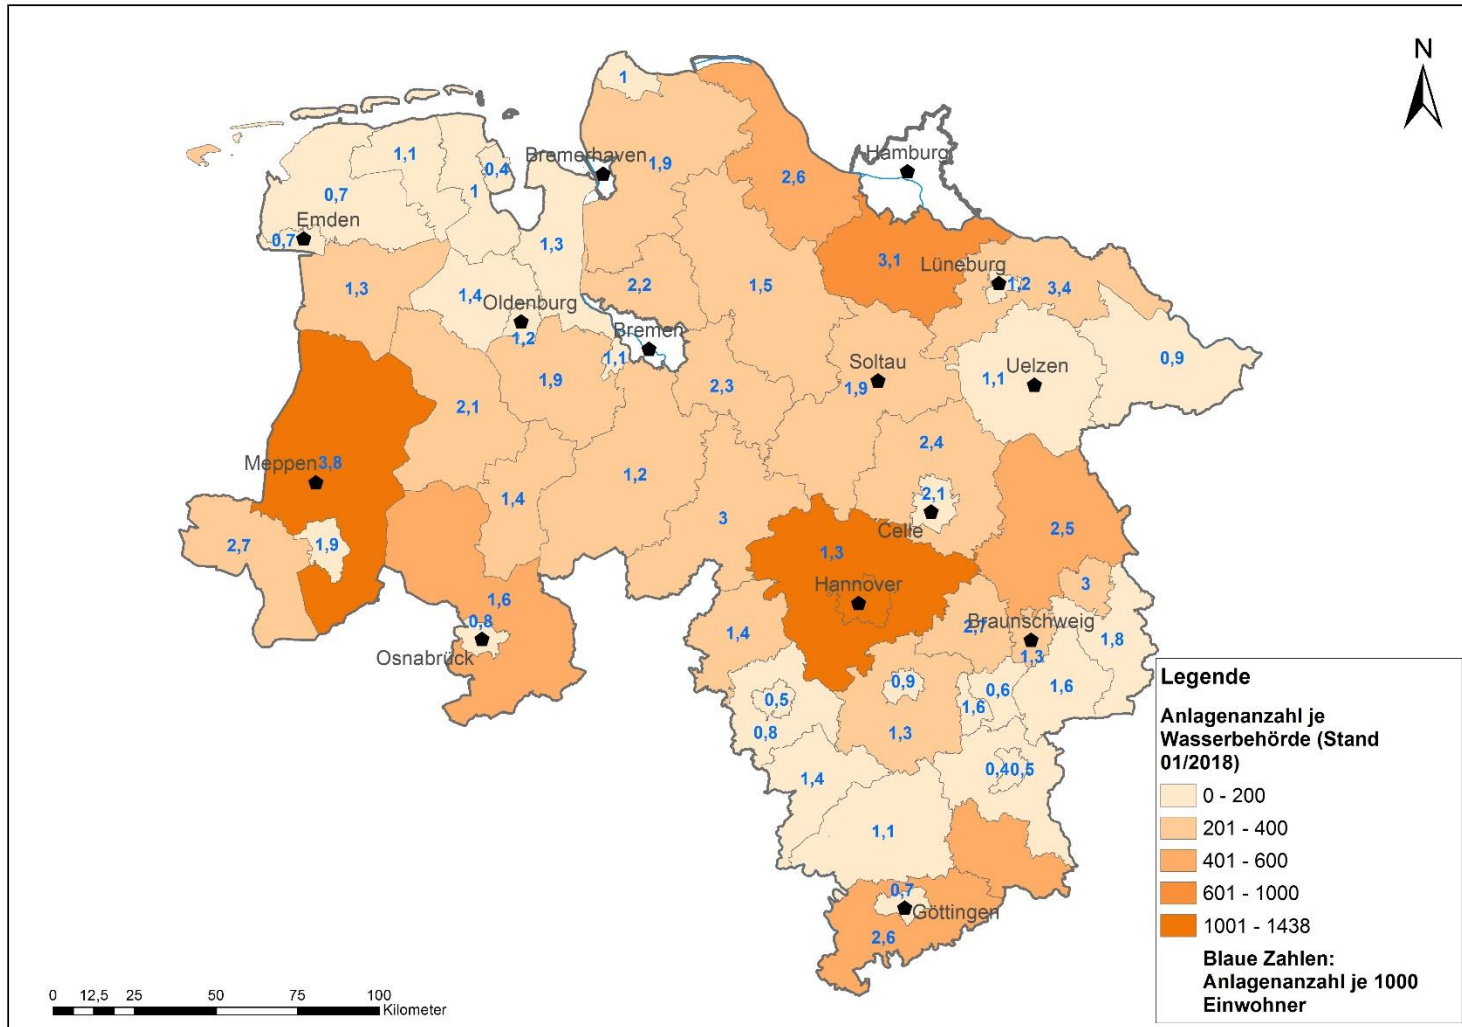 N
1
Bremerhaven
Hamburg
1,1
0,4
1,9
2,6
0,7
1
Emden
0,7
1,3
3,1
Lüneburg
1,2
3,4
1,3
1,4
2,2
1,5
Oldenburg
1,2
Bremen
1,1
Soltau
1,9
1,1
Uelzen
0,9
1,9
2,3
2,1
2,4
Meppen
3,8
1,4
1,2
2,1
Celle
3
2,5
2,7
1,9
1,3
Hannover
3
1,6
0,8
Osnabrück
1,4
2,7
Braunschweig
1,3
1,8
0,5
0,9
0,6
1,6
1,6
0,8
1,3
1,4
0,4
0,5
1,1
0,7
Göttingen
2,6
Legende
Anlagenanzahl je
Wasserbehörde (Stand
01/2018)
0 - 200
201 - 400
401 - 600
601 - 1000
1001 - 1438
Blaue Zahlen:
Anlagenanzahl je 1000
Einwohner
0 12,5 25 50 75 100
Kilometer